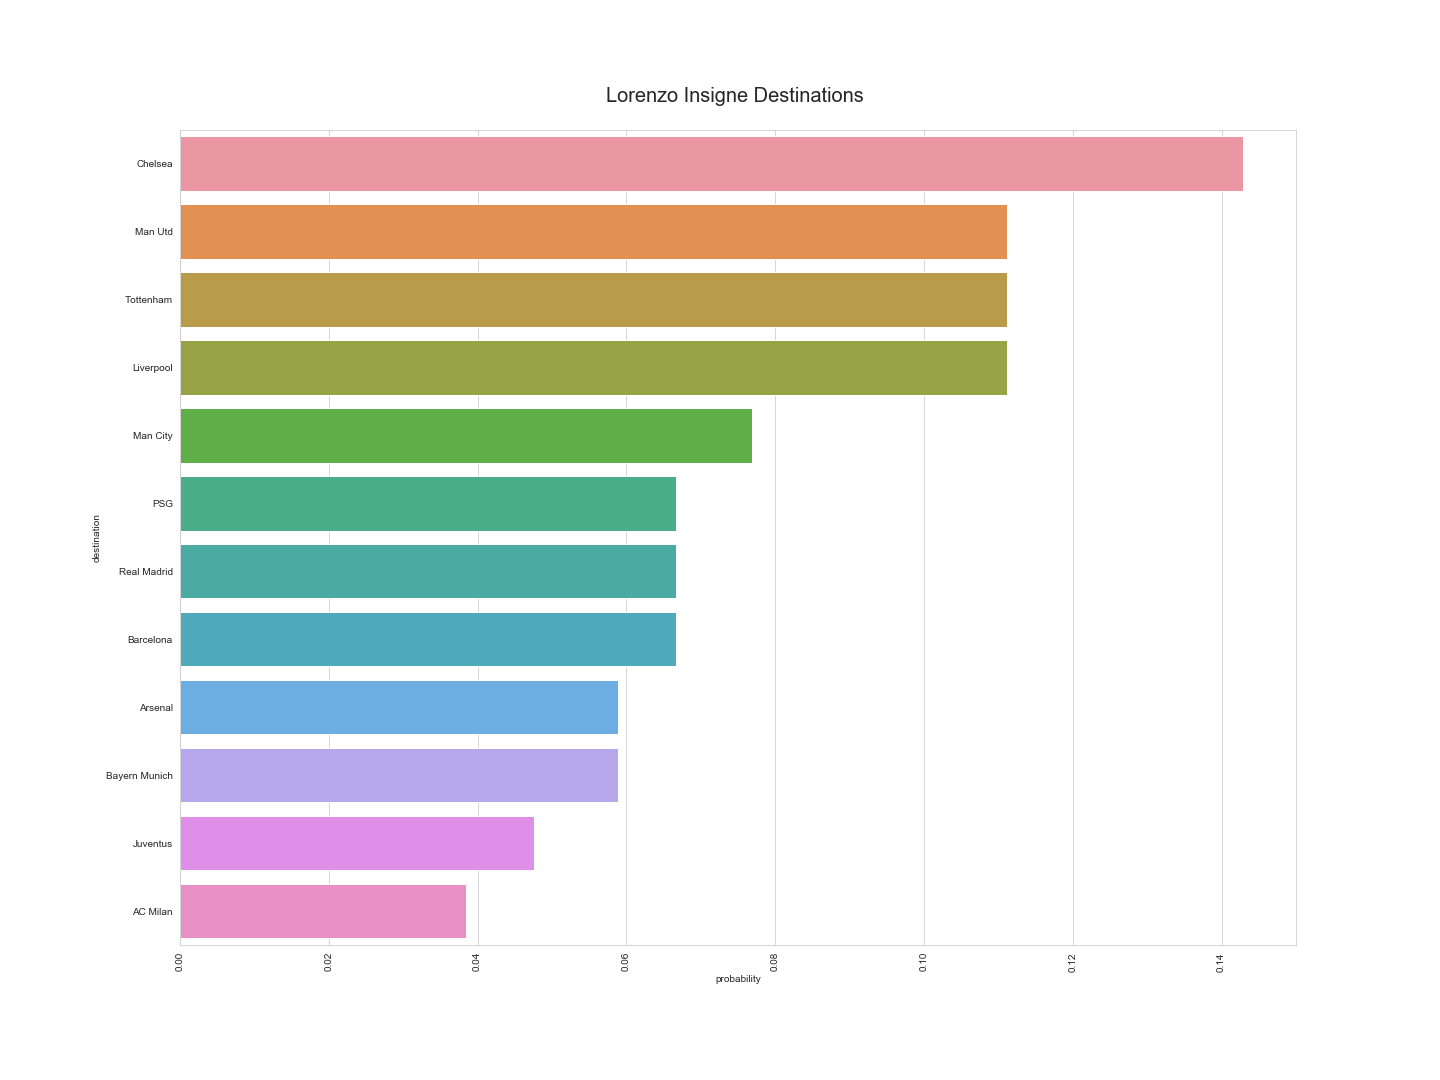 Lorenzo Insigne Destinations
Chelsea
Man Utd
Tottenham
Liverpool
Man City
PSG
Real Madrid
Barcelona
Arsenal
Bayern Munich
Juventus
AC Milan
destination
0.00 0.02 0.04 0.06 0.08 0.10 0.12 0.14
probability